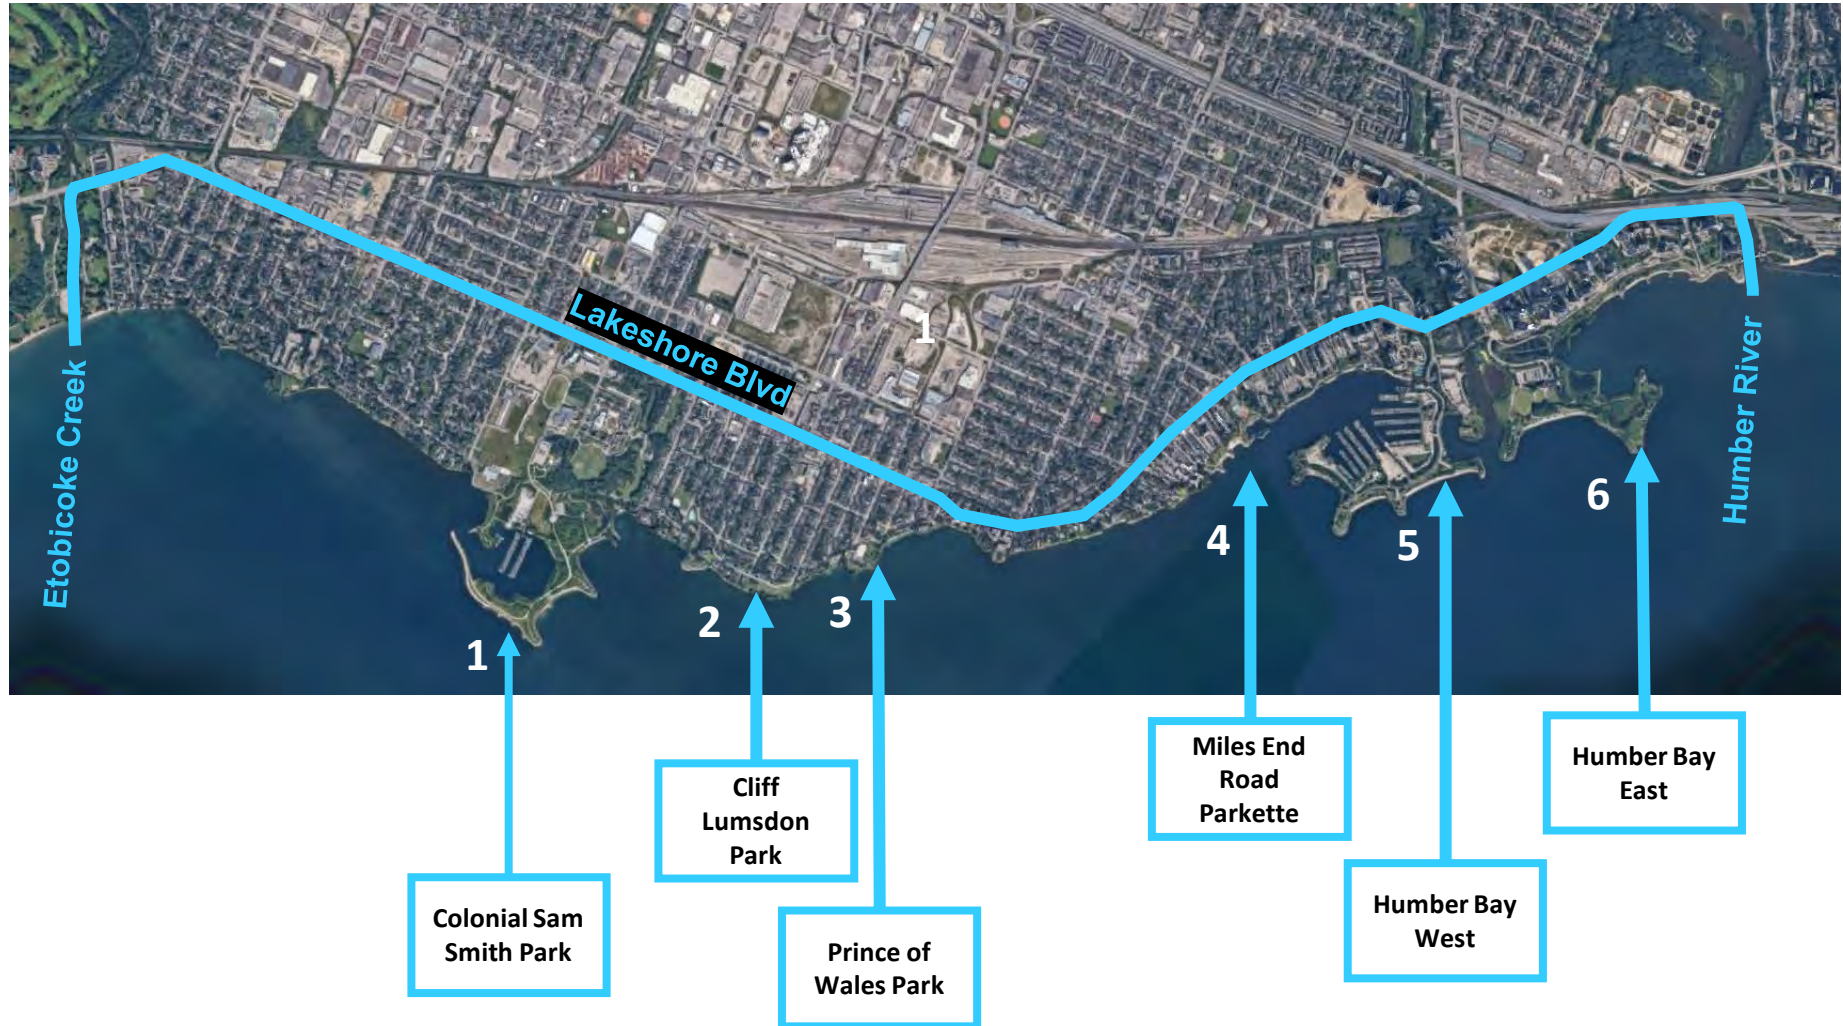 Lakeshore Blvd
1
Etobicoke Creek
Humber River
1
2
3
4
5
6
Colonial Sam
Smith Park
Cliff
Lumsdon
Park
Prince of
Wales Park
Miles End
Road
Parkette
Humber Bay
West
Humber Bay
East